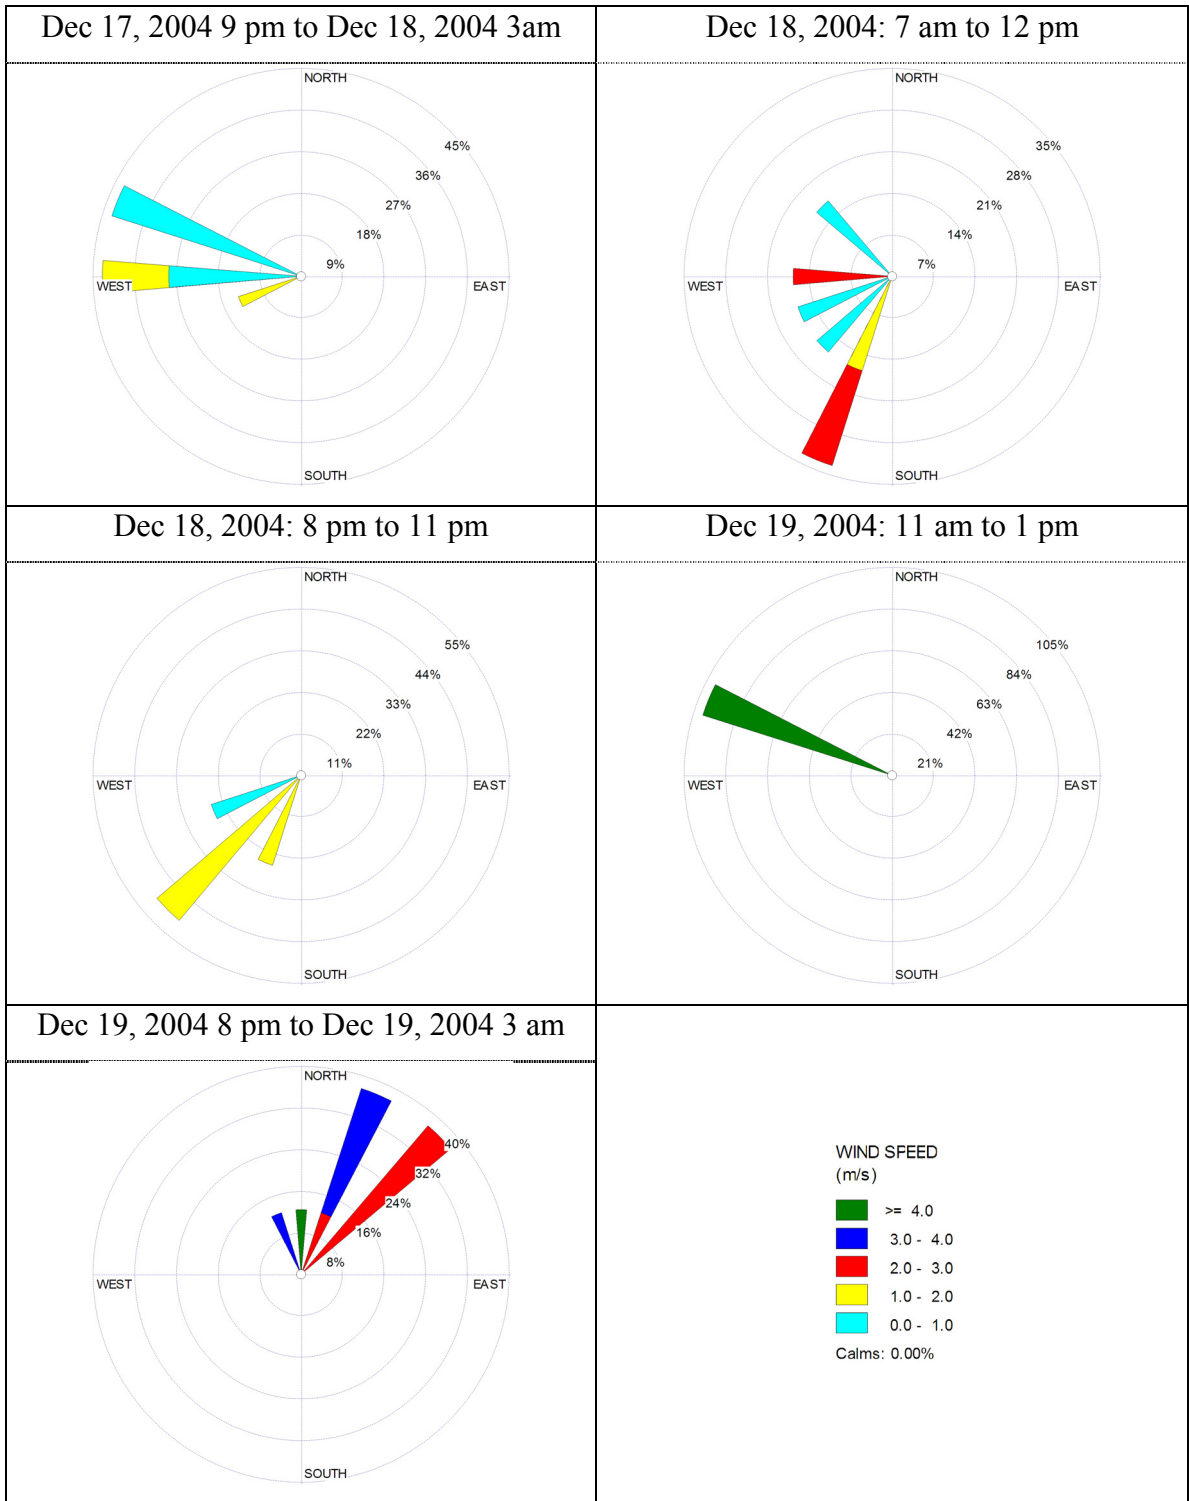 Dec 17, 2004 9 pm to Dec 18, 2004 3am
NORTH
45%
36%
27%
18%
9%
WEST
EAST
SOUTH
Dec 18, 2004: 7 am to 12 pm
NORTH
35%
28%
21%
14%
7%
WEST
EAST
SOUTH
Dec 18, 2004: 8 pm to 11 pm
NORTH
55%
44%
33%
22%
11%
WEST
EAST
SOUTH
Dec 19, 2004: 11 am to 1 pm
NORTH
105%
84%
63%
42%
21%
WEST
EAST
SOUTH
Dec 19, 2004 8 pm to Dec 19, 2004 3 am
NORTH
40%
32%
24%
16%
8%
WEST
EAST
SOUTH
WIND SPEED
(m/s)
>= 4.0
3.0 - 4.0
2.0 - 3.0
1.0 - 2.0
0.0 - 1.0
Calms: 0.00%